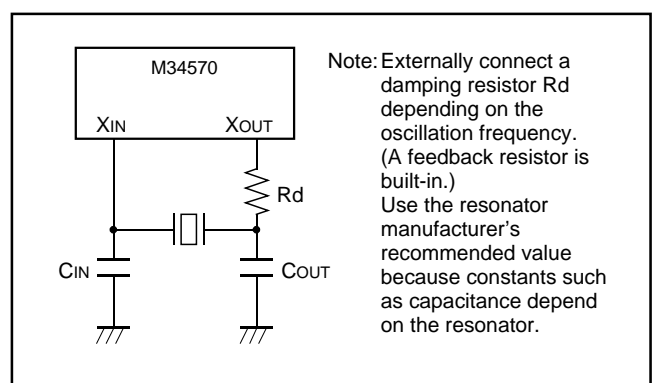 M34570
XIN
XOUT
Rd
CIN
COUT
Note: Externally connect a
damping resistor Rd
depending on the
oscillation frequency.
(A feedback resistor is
built-in.)
Use the resonator
manufacturer's
recommended value
because constants such
as capacitance depend
on the resonator.